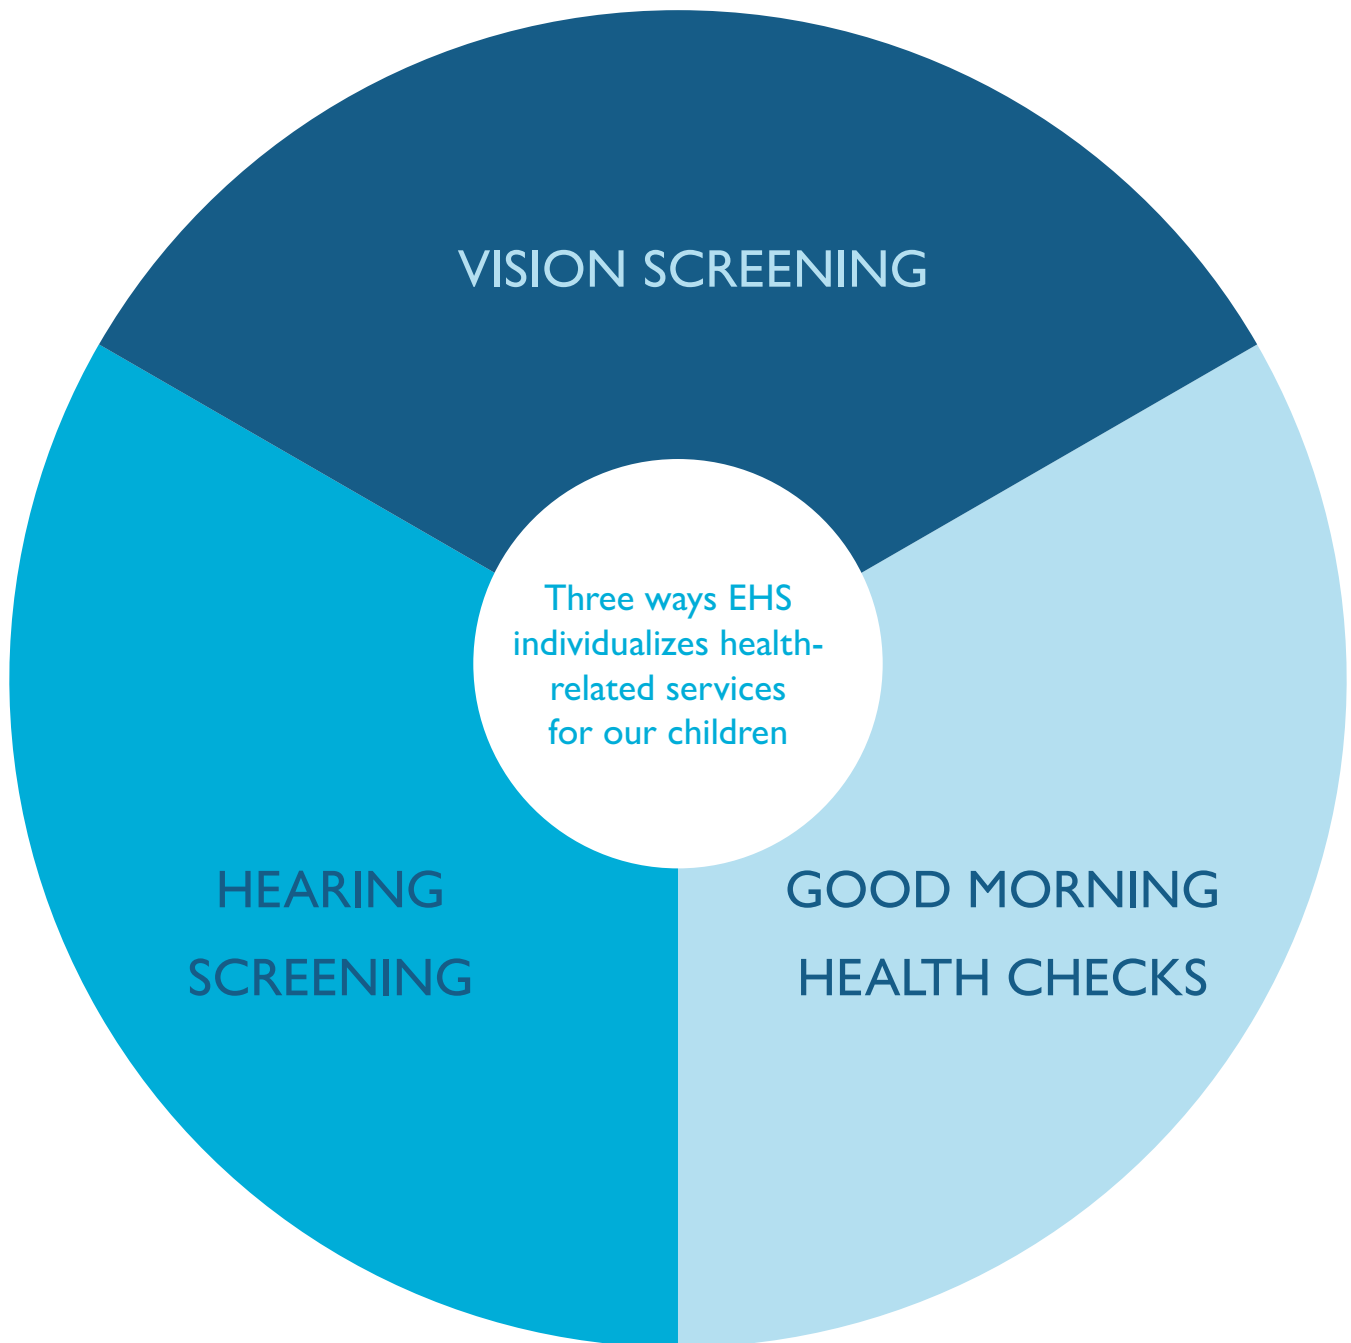 VISION SCREENING
Three ways EHS
individualizes health-
related services
for our children
HEARING
SCREENING
GOOD MORNING
HEALTH CHECKS